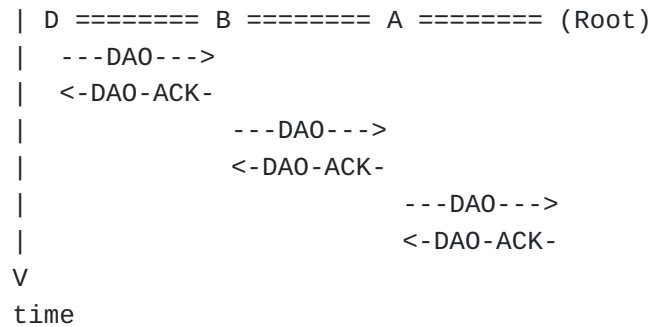 | D ======== B ======== A ======== (Root)
|  ---DAO--->
|  <-DAO-ACK-
|            ---DAO--->
|            <-DAO-ACK-
|                       ---DAO--->
|                       <-DAO-ACK-
V
time